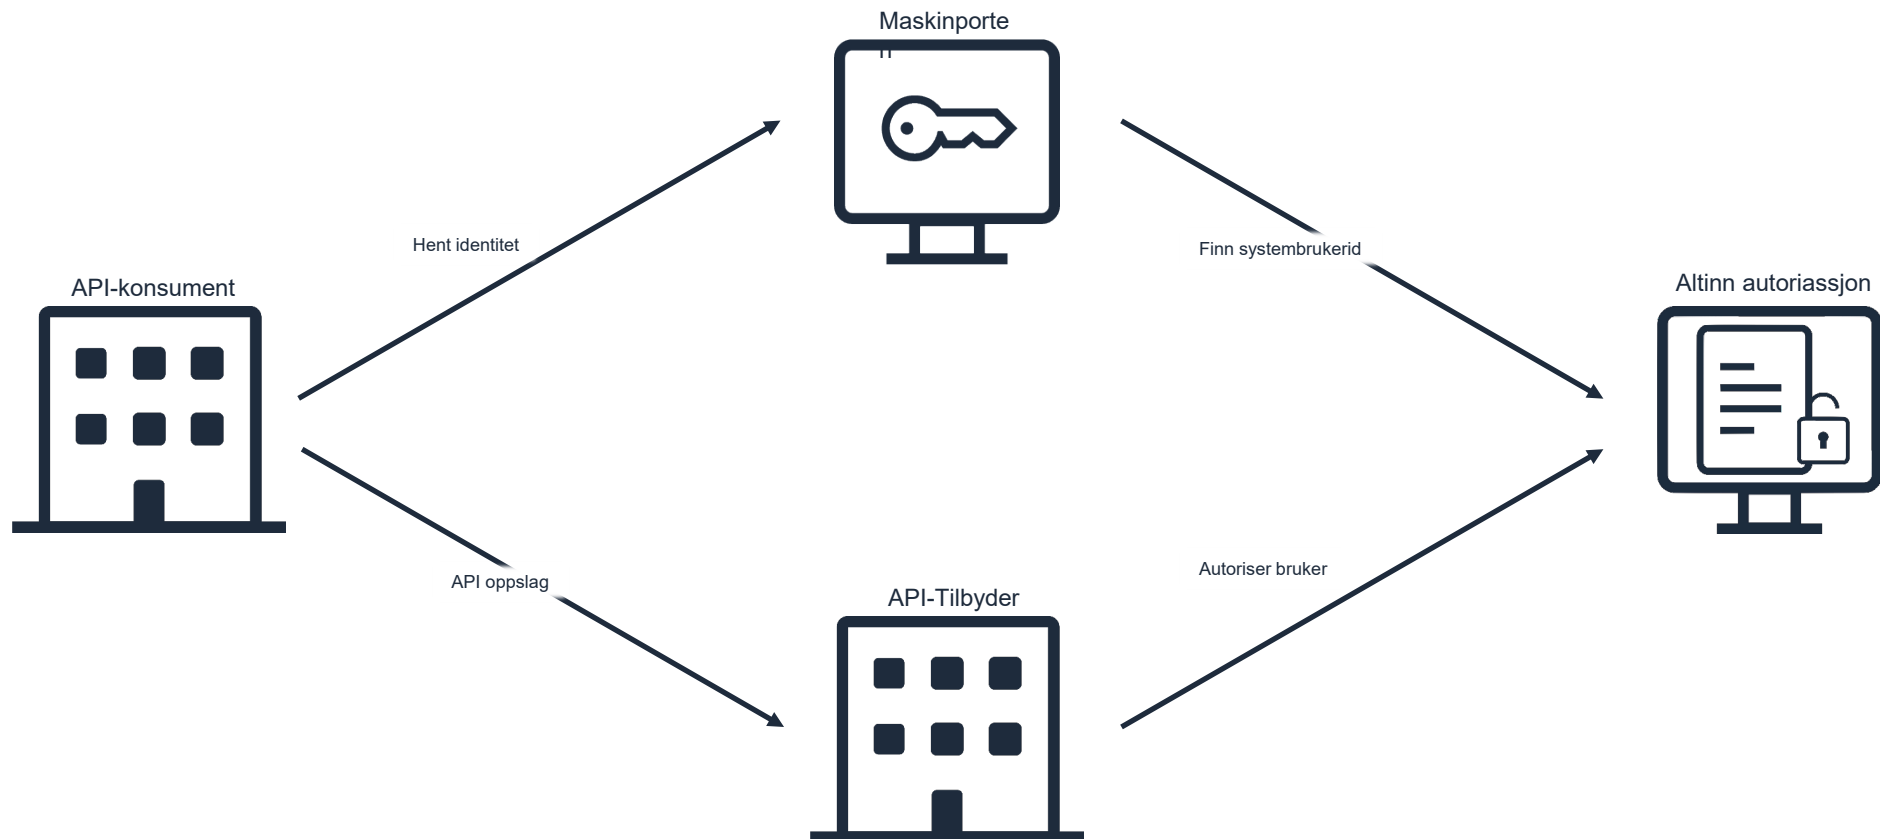 Maskinporte
n
Hent identitet
Finn systembrukerid
API-konsument
Altinn autoriassjon
API oppslag
Autoriser bruker
API-Tilbyder